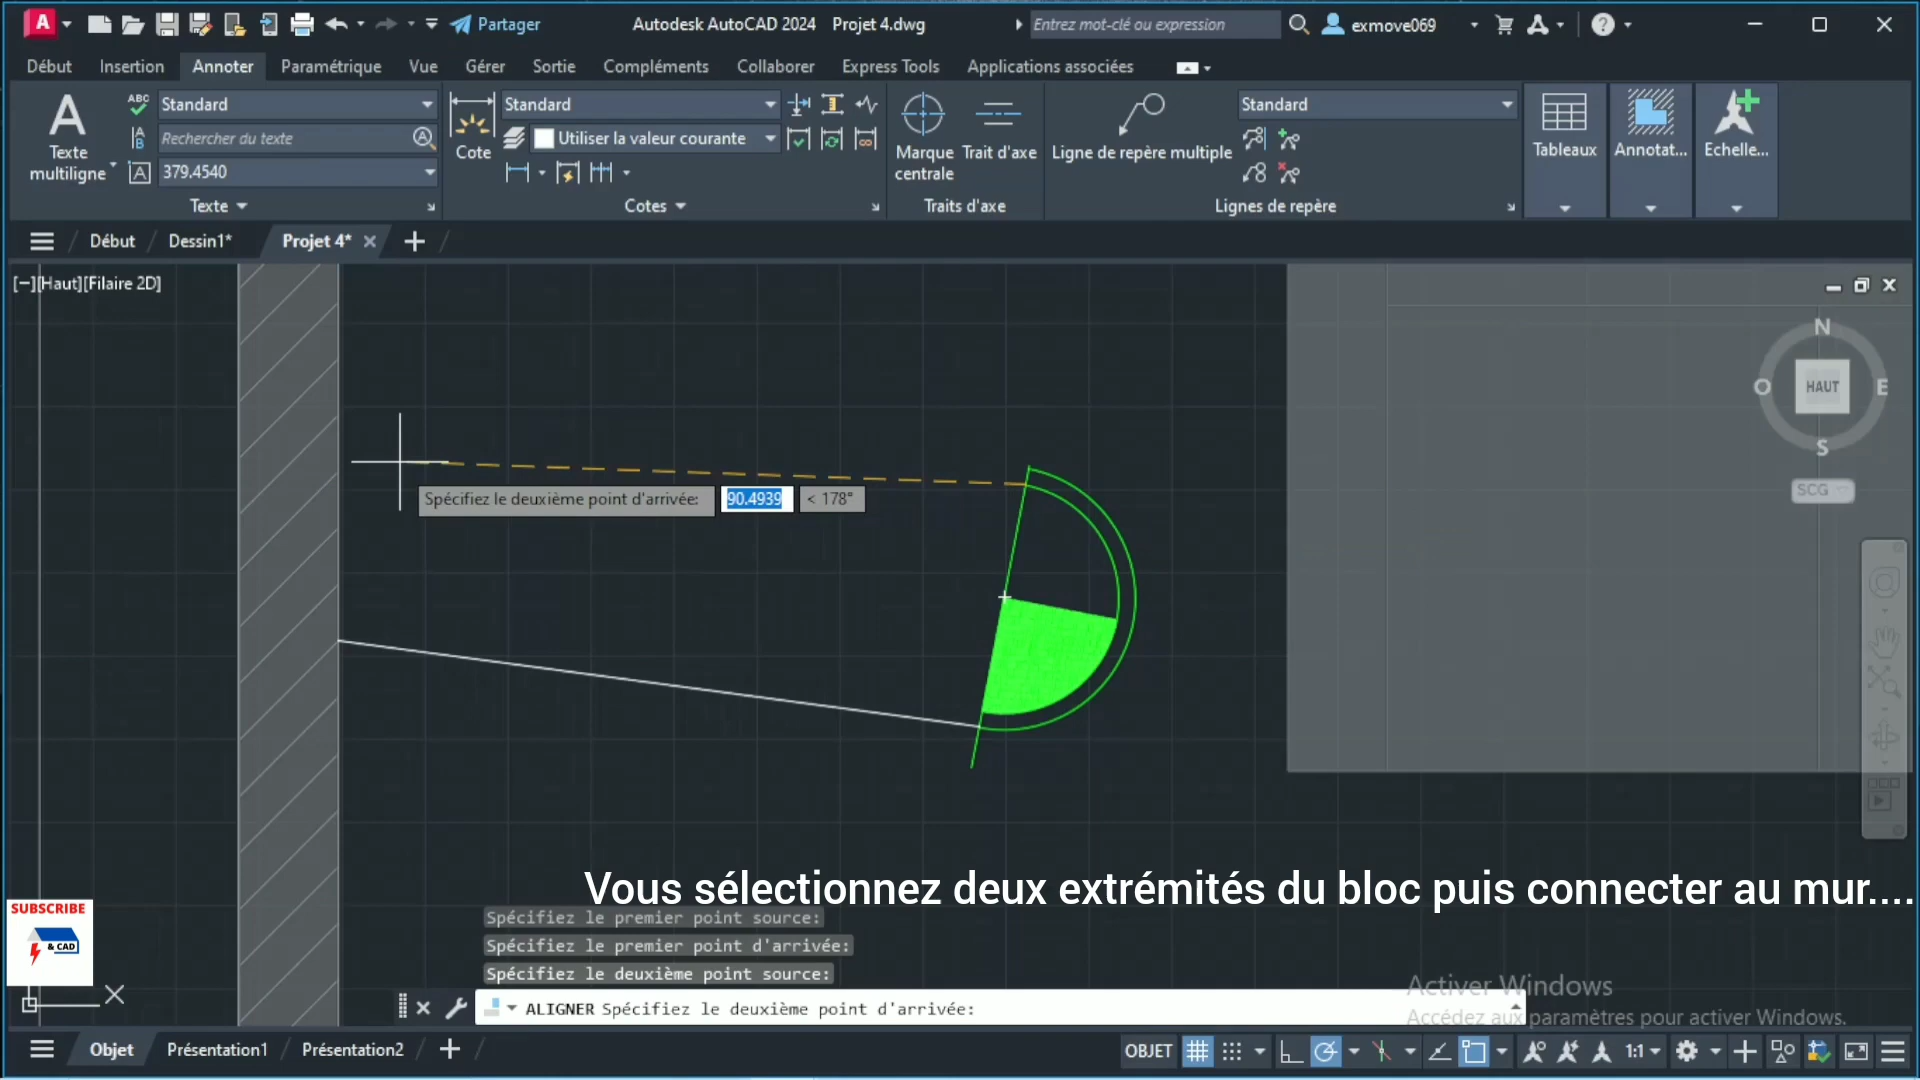 Partager
Autodesk AutoCAD 2024 Projet 4.dwg
Entrez mot-clé ou expression
exmove069
Début Insertion Annoter Paramétrique Vue Gérer Sortie Compléments Collaborer Express Tools Applications associées
A
Texte
multiligne
ABC
Standard
Rechercher du texte
379.4540
Texte
Cote
Standard
Utiliser la valeur courante
Cotes
Marque
centrale
Trait d'axe
Traits d'axe
Ligne de repère multiple
Standard
Lignes de repère
Tableaux
Annotat...
Echelle...
Début Dessin1* Projet 4*
[−][Haut][Filaire 2D]
N
O HAUT E
S
SCG
Spécifiez le deuxième point d'arrivée: 90.4939 < 178°
Vous sélectionnez deux extrémités du bloc puis connecter au mur....
SUBSCRIBE
& CAD
Spécifiez le premier point source:
Spécifiez le premier point d'arrivée:
Spécifiez le deuxième point source:
ALIGNER Spécifiez le deuxième point d'arrivée:
Activer Windows
Accédez aux paramètres pour activer Windows.
Objet Présentation1 Présentation2
OBJET
1:1